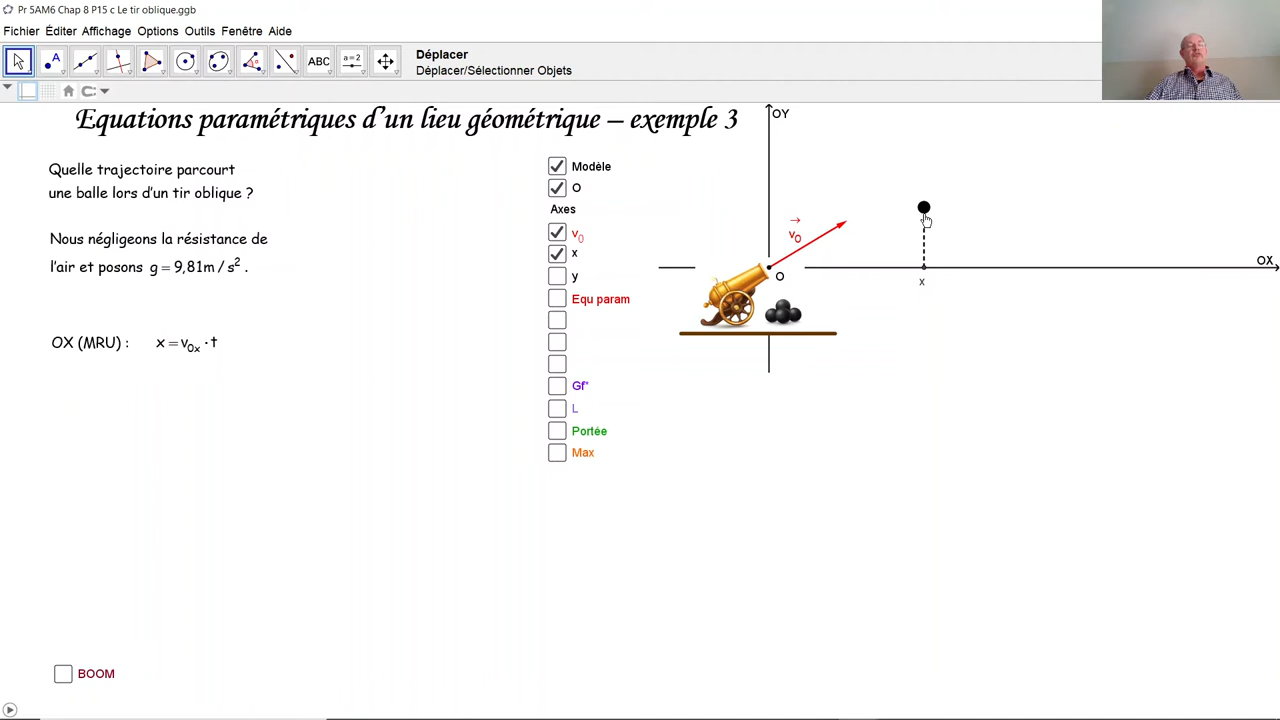 Pr 5AM6 Chap 8 P15 c Le tir oblique.ggb
Fichier Éditer Affichage Options Outils Fenêtre Aide
A
ABC
a=2
Déplacer
Déplacer/Sélectionner Objets
Equations paramétriques d'un lieu géométrique – exemple 3
Quelle trajectoire parcourt
une balle lors d'un tir oblique ?
Nous négligeons la résistance de
l'air et posons g = 9,81m / s² .
OX (MRU) : x = v₀ₓ · t
Modèle
O
Axes
v₀
x
y
Equ param
Gf*
L
Portée
Max
OY
v₀
O
x
OX
BOOM